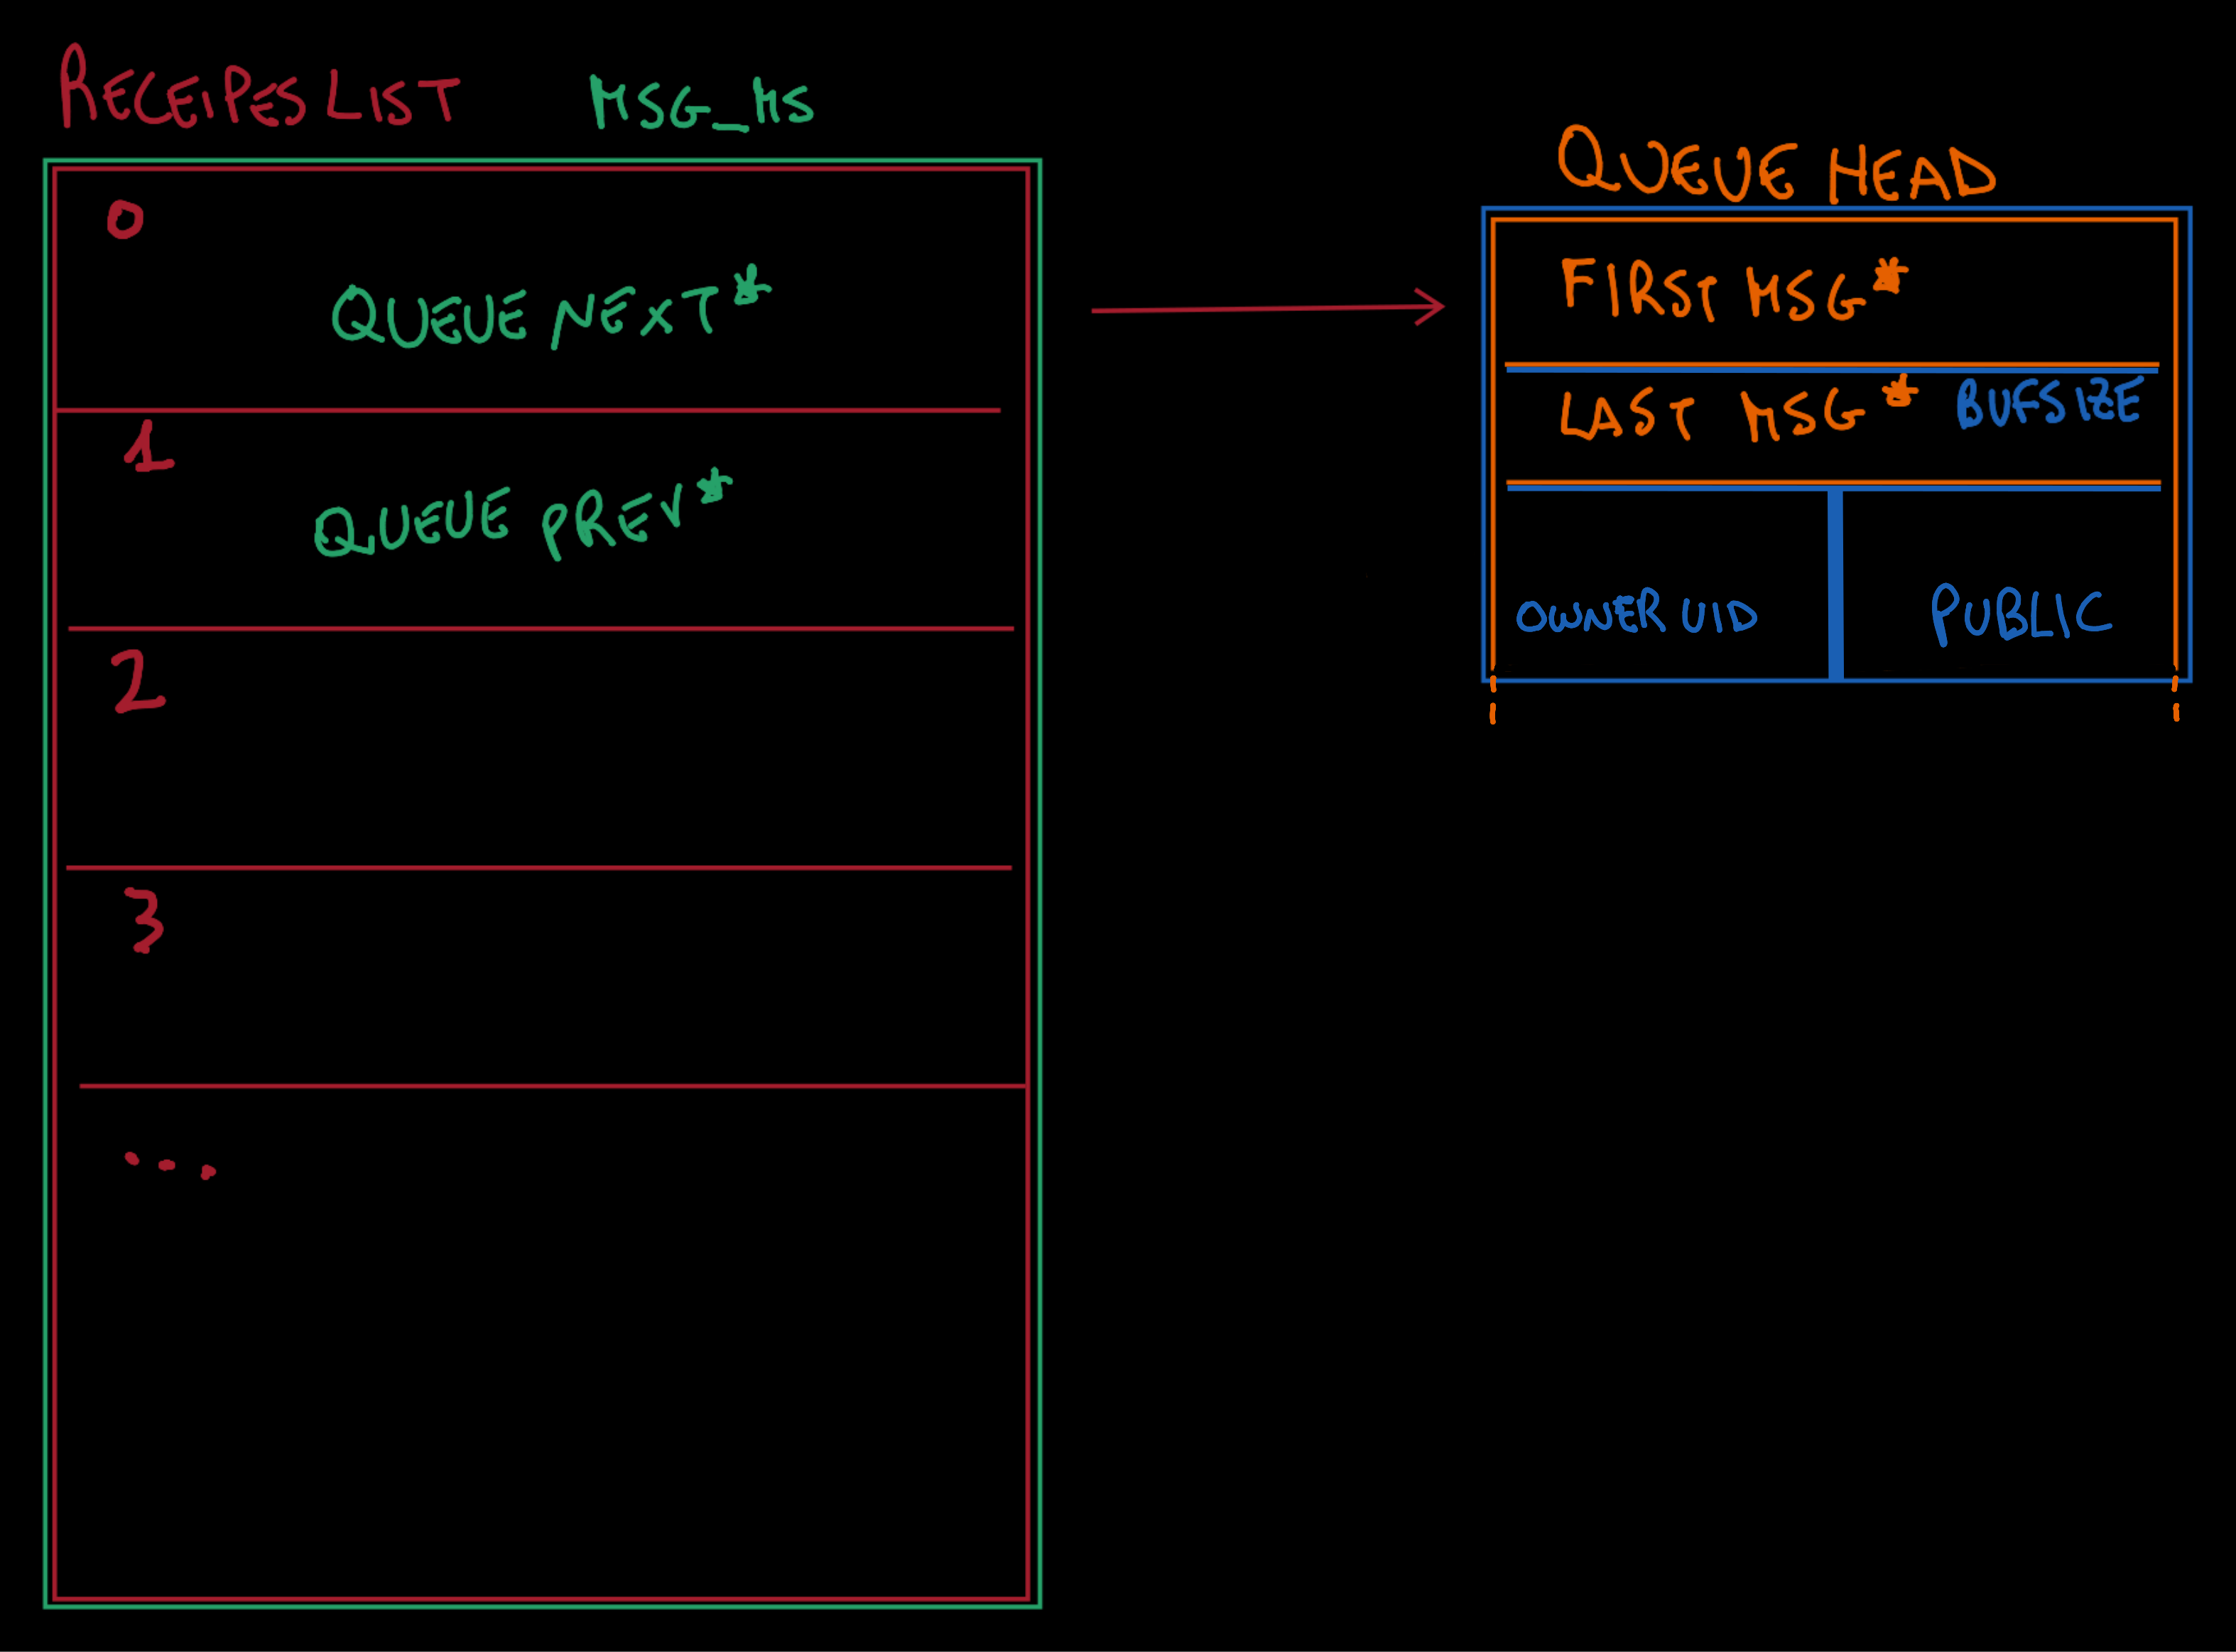 RECEIPES LIST MSG_MS
0
QUEUE NEXT*
1
QUEUE PREV*
2
3
...
QUEUE HEAD
FIRST MSG*
LAST MSG* BUFSIZE
OWNER UID PUBLIC